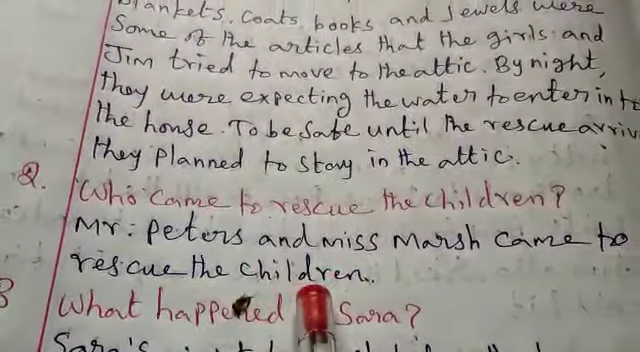 Blankets, coats, books and Jewels were
Some of the articles that the girls and
Jim tried to move to the attic. By night,
they were expecting the water to enter in to
the house. To be safe until the rescue arriv
they planned to stay in the attic.
Q. Who came to rescue the children?
Mr. Peters and miss Marsh came to
rescue the children.
What happened Sara?
Sara's